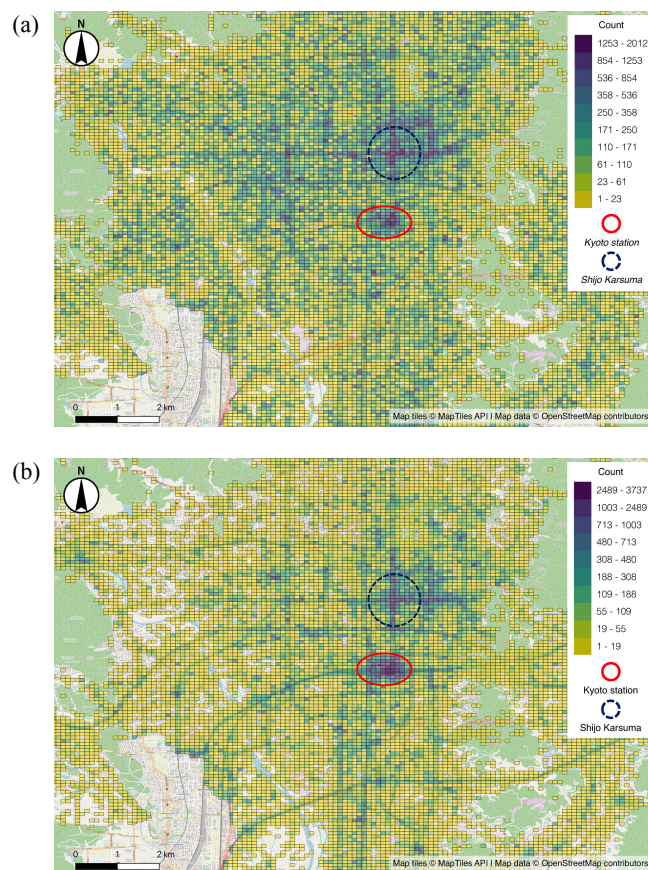 (a)
N
Count
1253 - 2012
854 - 1253
536 - 854
358 - 536
250 - 358
171 - 250
110 - 171
61 - 110
23 - 61
1 - 23
Kyoto station
Shijo Karsuma
0 1 2 km
Map tiles © MapTiles API I Map data © OpenStreetMap contributors
(b)
N
Count
2489 - 3737
1003 - 2489
713 - 1003
480 - 713
308 - 480
188 - 308
109 - 188
55 - 109
19 - 55
1 - 19
Kyoto station
Shijo Karsuma
0 1 2 km
Map tiles © MapTiles API I Map data © OpenStreetMap contributors